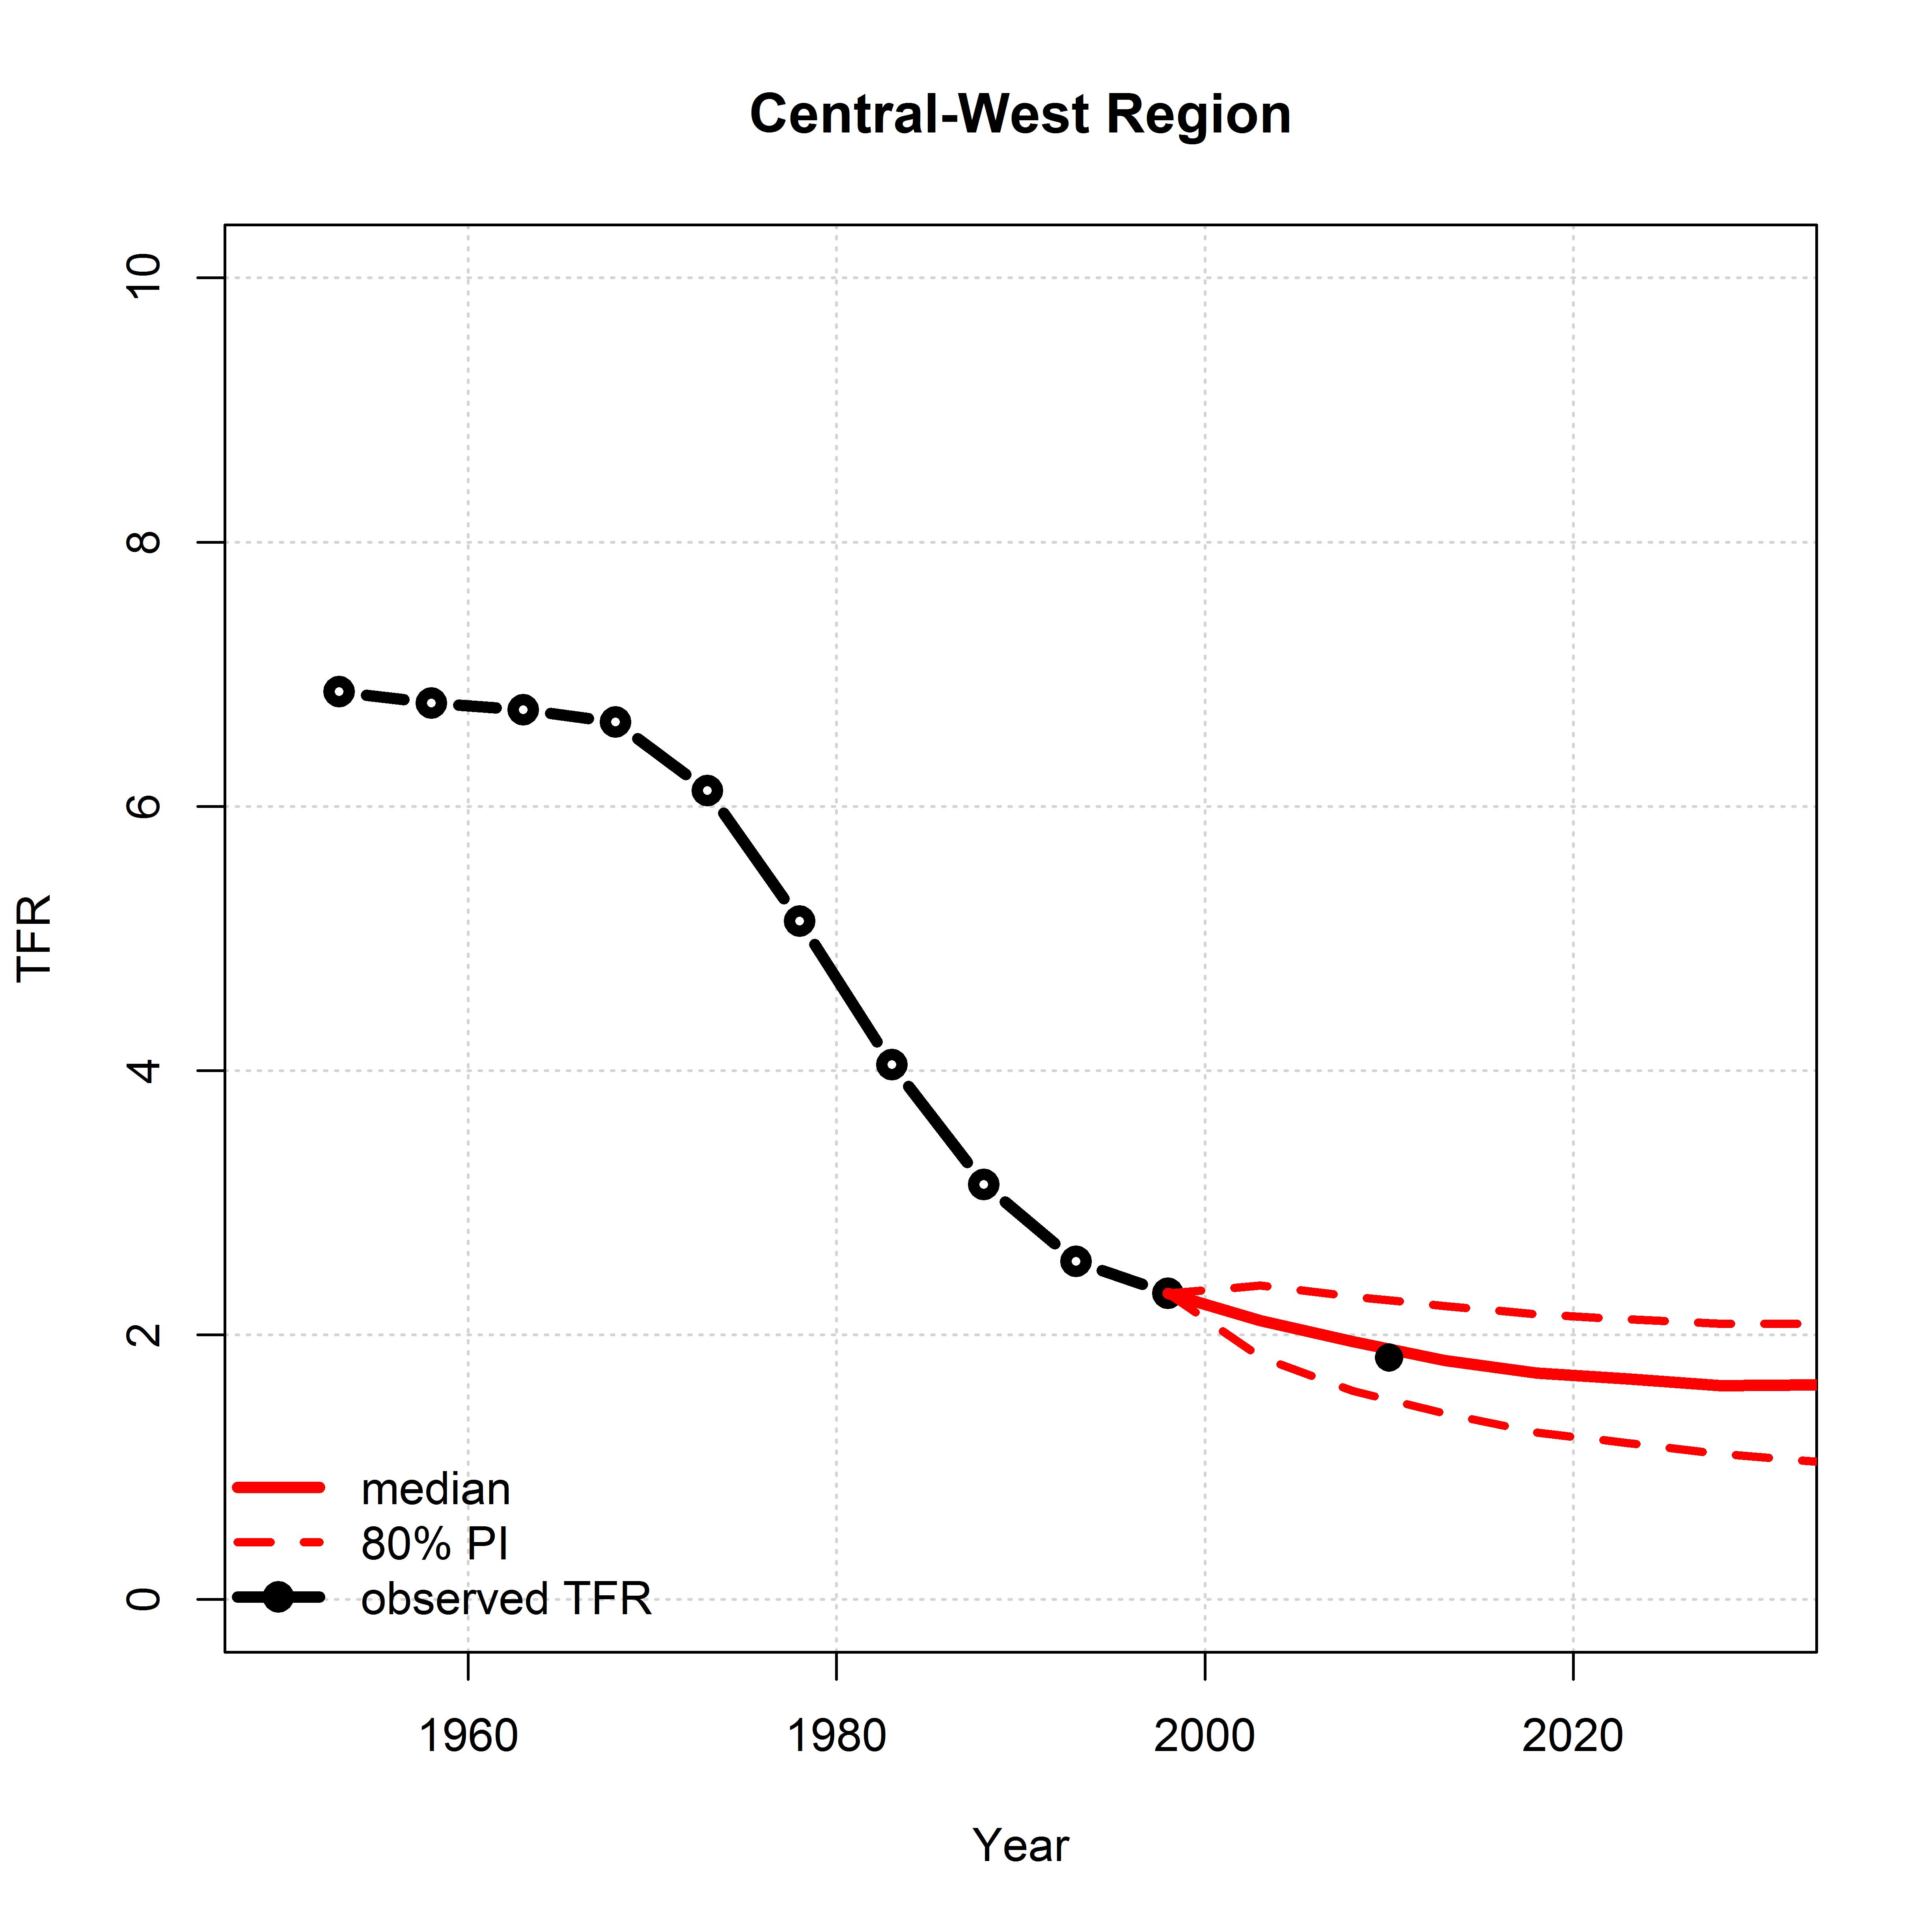 Central-West Region
10
8
6
4
2
0
TFR
median
80% PI
observed TFR
1960 1980 2000 2020
Year